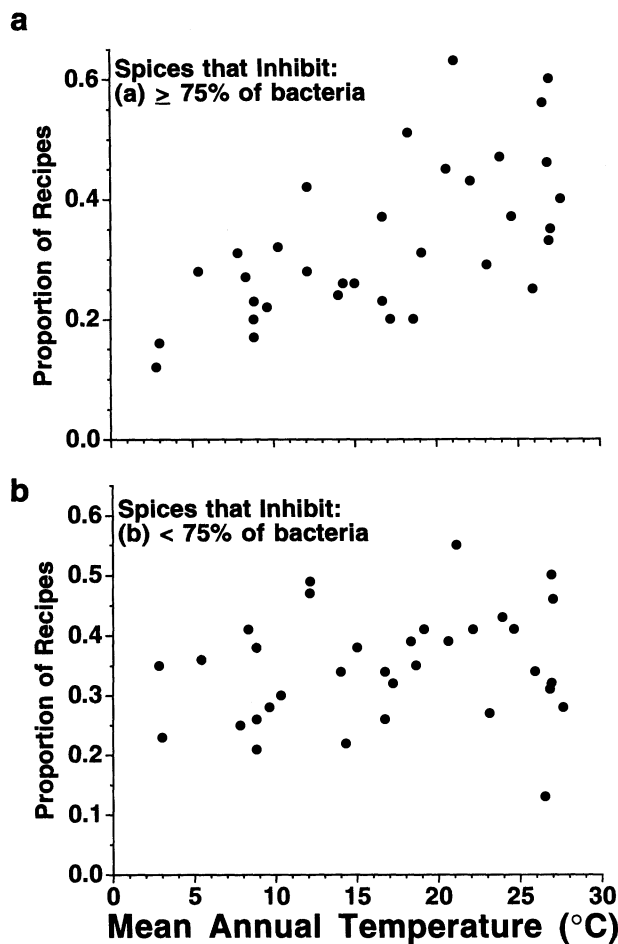 a
Spices that Inhibit:
(a) ≥ 75% of bacteria
Proportion of Recipes
0.6
0.4
0.2
0.0
b
Spices that Inhibit:
(b) < 75% of bacteria
Proportion of Recipes
0.6
0.5
0.4
0.3
0.2
0.1
0.0
0 5 10 15 20 25 30
Mean Annual Temperature (°C)